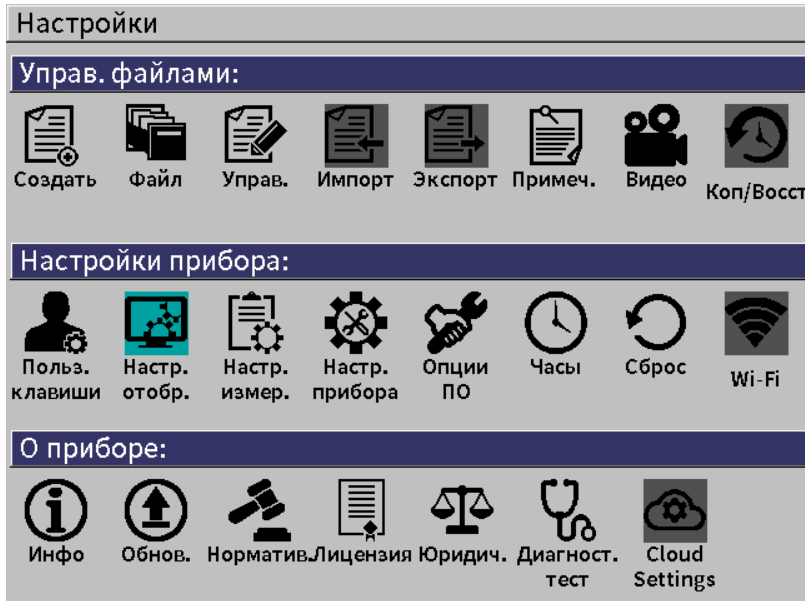 Настройки
Управ. файлами:
Создать Файл Управ. Импорт Экспорт Примеч. Видео Коп/Восст
Настройки прибора:
Польз. Настр. Настр. Настр. Опции Часы Сброс Wi-Fi
клавиши отобр. измер. прибора ПО
О приборе:
Инфо Обнов. Норматив. Лицензия Юридич. Диагност. Cloud
тест Settings